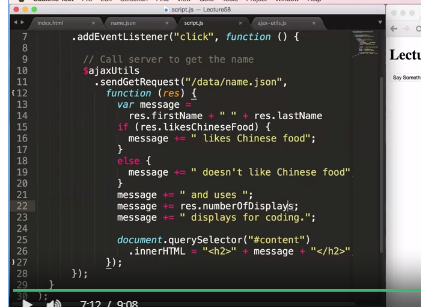 script.js — Lecture58
index.html
name.json
script.js
ajax-utils.js
7 .addEventListener("click", function () {
8
9 // Call server to get the name
10 $ajaxUtils
11 .sendGetRequest("/data/name.json",
12 function (res) {
13 var message =
14 res.firstName + " " + res.lastName
15 if (res.likesChineseFood) {
16 message += " likes Chinese food";
17 }
18 else {
19 message += " doesn't like Chinese food"
20 }
21 message += " and uses ";
22 message += res.numberOfDisplays;
23 message += " displays for coding.";
24
25 document.querySelector("#content")
26 .innerHTML = "<h2>" + message + "</h2>"
27 });
28 });
29 }
30 );
7:12 / 9:08
Lectu
Say Someth